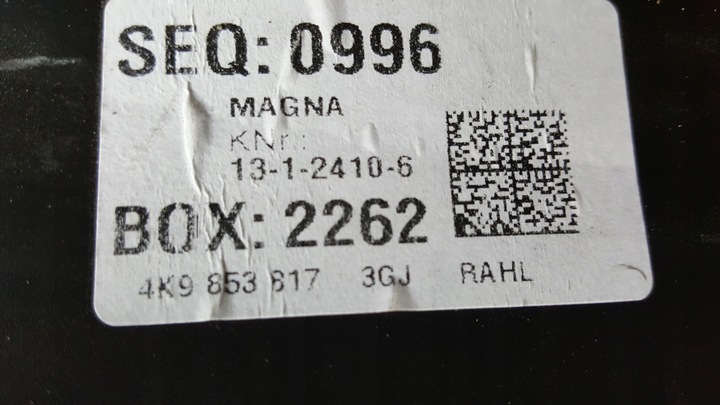 SEQ: 0996
MAGNA
KNr.:
13-1-2410-6
BOX: 2262
4K9 853 817 3GJ RAHL